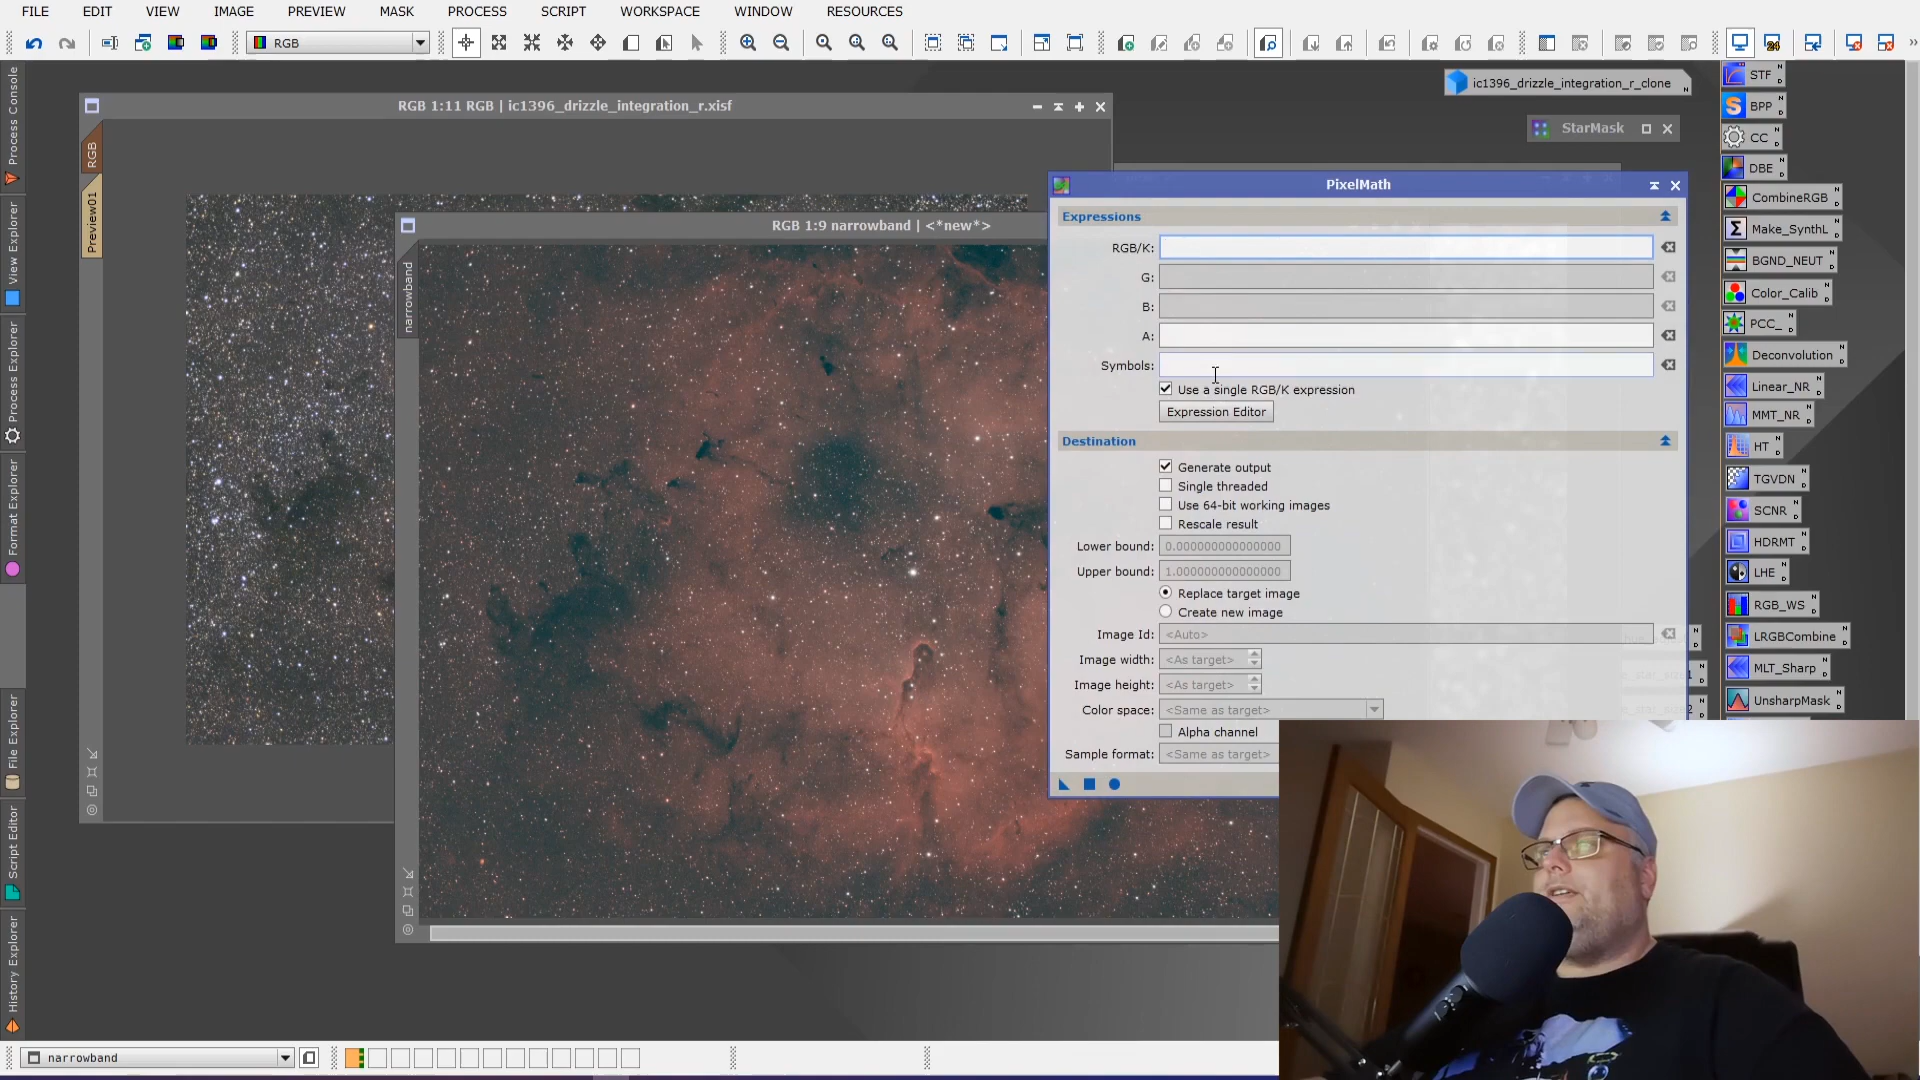 FILE EDIT VIEW IMAGE PREVIEW MASK PROCESS SCRIPT WORKSPACE WINDOW RESOURCES
RGB
24
Process Console
View Explorer
Process Explorer
Format Explorer
File Explorer
Script Editor
History Explorer
RGB 1:11 RGB | ic1396_drizzle_integration_r.xisf
RGB
Preview01
RGB 1:9 narrowband | <*new*>
narrowband
ic1396_drizzle_integration_r_clone
N
StarMask
PixelMath
Expressions
RGB/K:
G:
B:
A:
Symbols:
Use a single RGB/K expression
Expression Editor
Destination
Generate output
Single threaded
Use 64-bit working images
Rescale result
Lower bound: 0.000000000000000
Upper bound: 1.000000000000000
Replace target image
Create new image
Image Id: <Auto>
Image width: <As target>
Image height: <As target>
Color space: <Same as target>
Alpha channel
Sample format: <Same as target>
STF N D
BPP N D
CC N D
DBE N D
CombineRGB N D
Make_SynthL N D
BGND_NEUT N D
Color_Calib N D
PCC_ N D
Deconvolution N D
Linear_NR N D
MMT_NR N D
HT N D
TGVDN N D
SCNR N D
HDRMT N D
LHE N D
RGB_WS N D
LRGBCombine N D
MLT_Sharp N D
UnsharpMask N D
narrowband